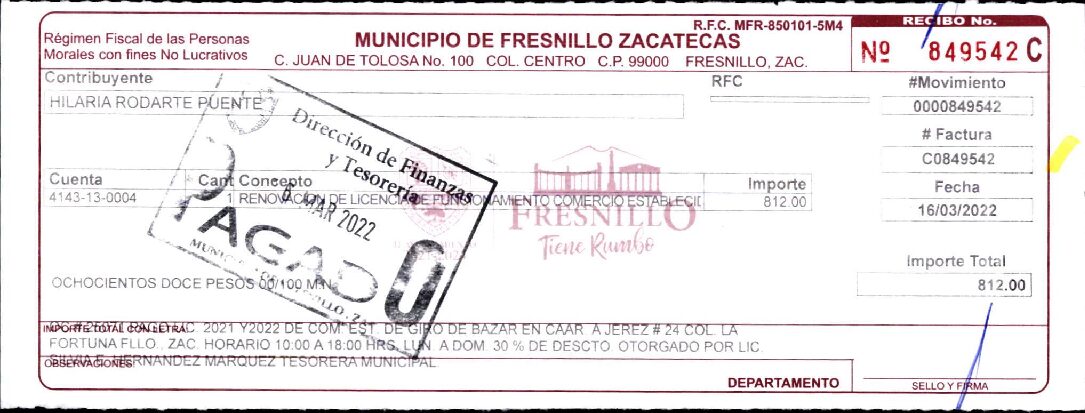 R.F.C. MFR-850101-5M4
RECIBO No.
Régimen Fiscal de las Personas
Morales con fines No Lucrativos
MUNICIPIO DE FRESNILLO ZACATECAS
C. JUAN DE TOLOSA No. 100 COL. CENTRO C.P. 99000 FRESNILLO, ZAC.
Nº 849542 C
Contribuyente
RFC
#Movimiento
HILARIA RODARTE PUENTE
0000849542
# Factura
C0849542
Dirección de Finanzas
y Tesorería
MAR 2022
PAGADO
Cuenta Cant Concepto Importe
4143-13-0004 1 RENOVACION DE LICENCIA DE FUNCIONAMIENTO COMERCIO ESTABLECID 812.00
Fecha
16/03/2022
FRESNILLO
Tiene Rumbo
Importe Total
812.00
OCHOCIENTOS DOCE PESOS 00/100 M.N.
IMPORTE TOTAL CON LETRA
2021 Y2022 DE COM. EST. DE GIRO DE BAZAR EN CAAR. A JEREZ # 24 COL. LA
FORTUNA FLLO., ZAC. HORARIO 10:00 A 18:00 HRS, LUN. A DOM. 30 % DE DESCTO. OTORGADO POR LIC.
SILVIA E. HERNANDEZ MARQUEZ TESORERA MUNICIPAL
OBSERVACIONES
DEPARTAMENTO
SELLO Y FIRMA